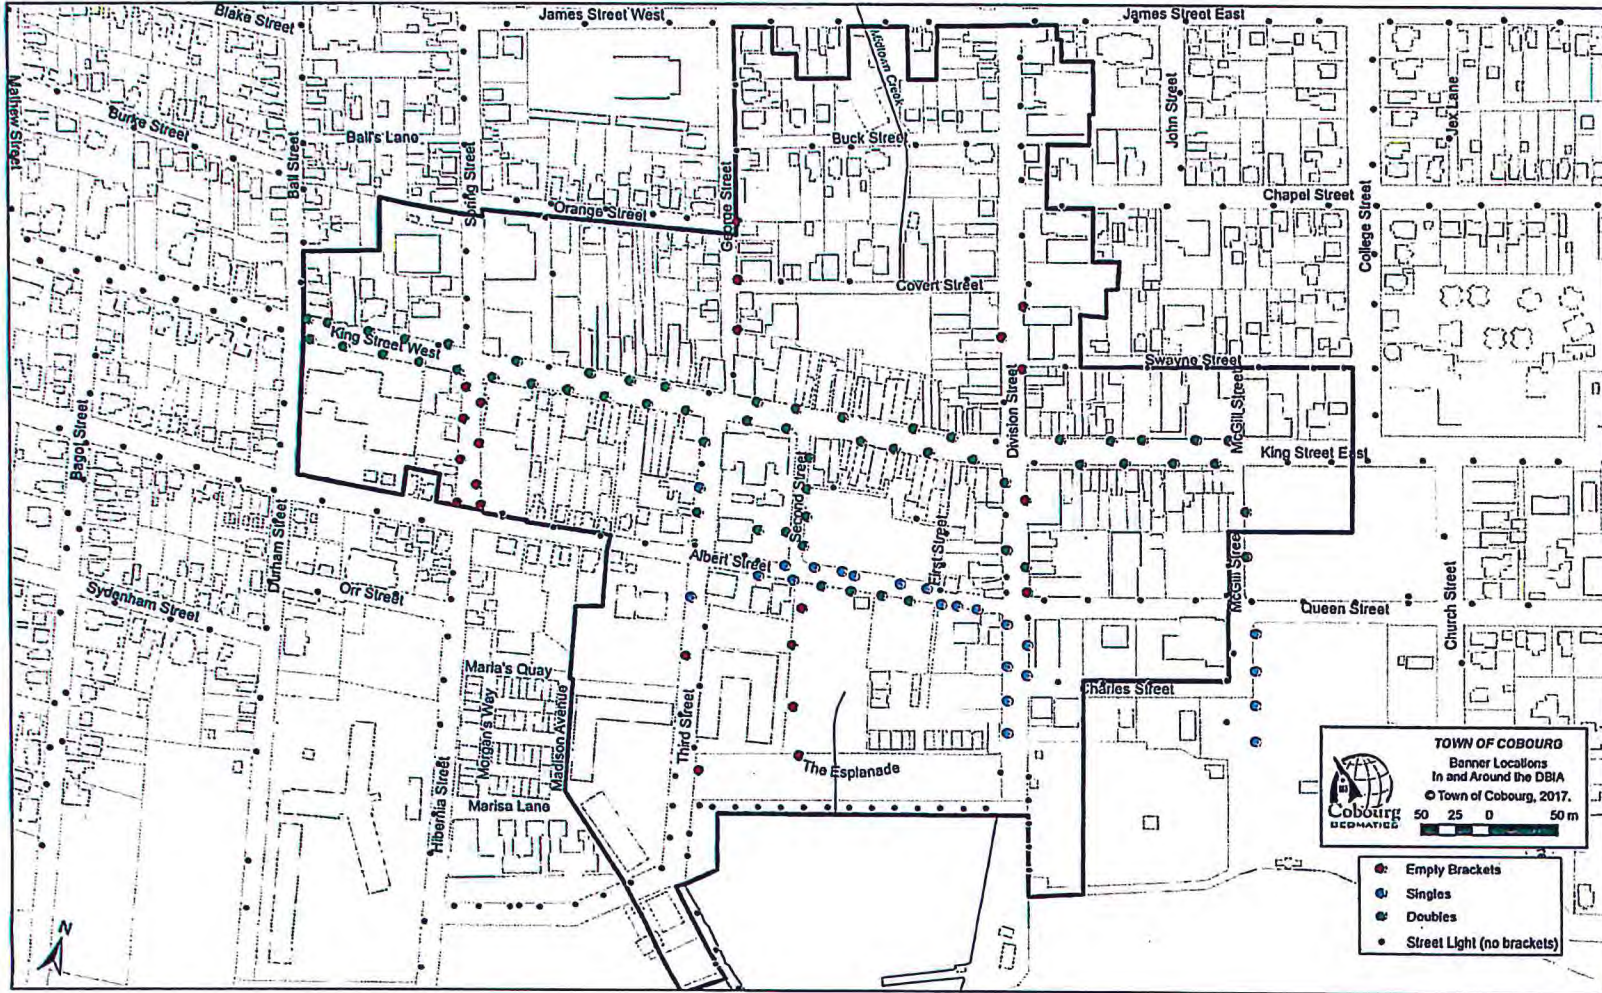 Blake Street
James Street West
James Street East
Mathew Street
Burke Street
Ball's Lane
Ball Street
Spring Street
Midtown Creek
Buck Street
John Street
Jex Lane
Orange Street
George Street
Chapel Street
College Street
Covert Street
King Street West
Swayne Street
Division Street
McGill Street
King Street East
Bagot Street
Second Street
First Street
Durham Street
Albert Street
Orr Street
Sydenham Street
McGill Street
Queen Street
Church Street
Maria's Quay
Morgan's Way
Madison Avenue
Third Street
Charles Street
The Esplanade
Marisa Lane
Hibernia Street
TOWN OF COBOURG
Banner Locations
In and Around the DBIA
© Town of Cobourg, 2017.
Cobourg
GEOMATICS
50 25 0 50 m
Empty Brackets
Singles
Doubles
Street Light (no brackets)
N